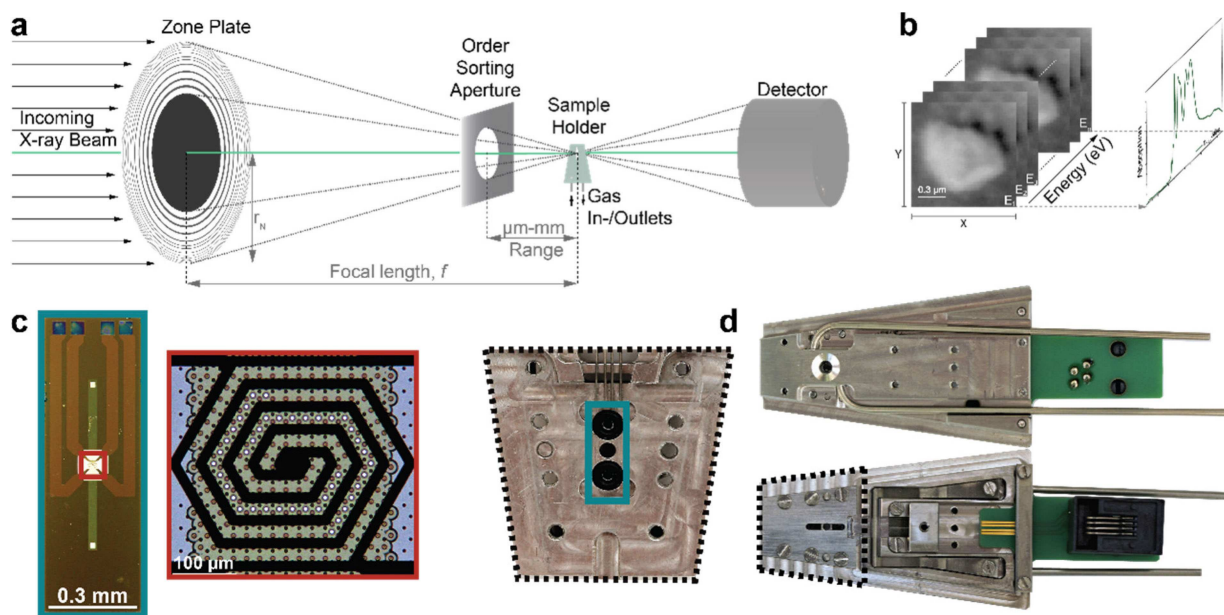 a
Zone Plate
Incoming
X-ray Beam
r_N
Order
Sorting
Aperture
Sample
Holder
Detector
Gas
In-/Outlets
µm-mm
Range
Focal length, f
b
Y
X
0.3 µm
E
Energy (eV)
c
0.3 mm
100 µm
d